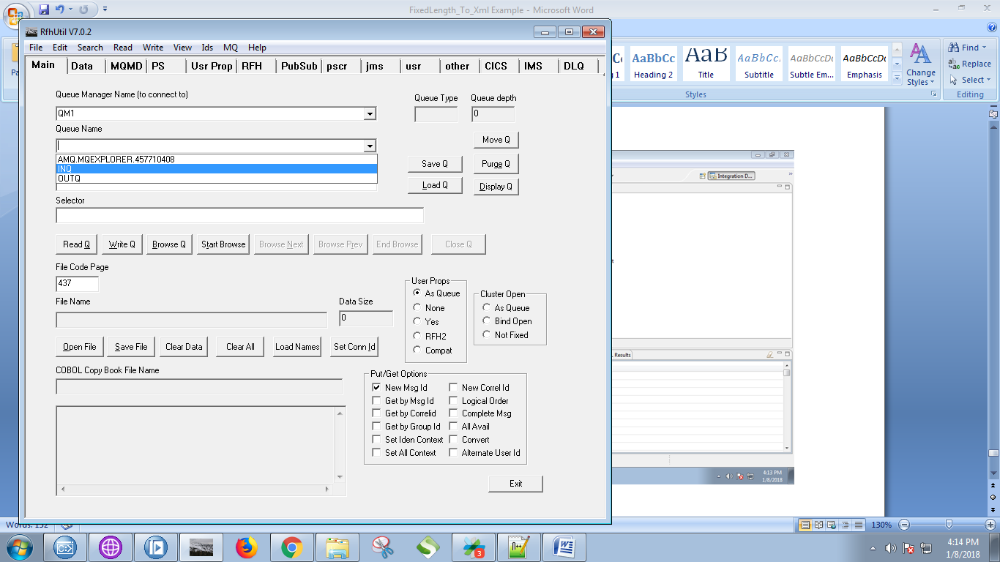 FixedLength_To_Xml Example - Microsoft Word
RfhUtil V7.0.2
File Edit Search Read Write View Ids MQ Help
Main Data MQMD PS Usr Prop RFH PubSub pscr jms usr other CICS IMS DLQ
Queue Manager Name (to connect to)
Queue Type Queue depth
QM1
0
Queue Name
Move Q
AMQ.MQEXPLORER.457710408
INQ
OUTQ
Save Q Purge Q
Load Q Display Q
Selector
Read Q Write Q Browse Q Start Browse Browse Next Browse Prev End Browse Close Q
File Code Page
437
File Name
Data Size
0
Open File Save File Clear Data Clear All Load Names Set Conn Id
COBOL Copy Book File Name
User Props
As Queue
None
Yes
RFH2
Compat
Cluster Open
As Queue
Bind Open
Not Fixed
Put/Get Options
New Msg Id New Correl Id
Get by Msg Id Logical Order
Get by Correlid Complete Msg
Get by Group Id All Avail
Set Iden Context Convert
Set All Context Alternate User Id
Exit
AaBbCc AaB AaBbCc. AaBbCcDc AaBbCcDc
Heading 2 Title Subtitle Subtle Em... Emphasis
Change
Styles
Styles
Find
Replace
Select
Editing
Integration D...
Results
4:13 PM
1/8/2018
Words: 132
130%
3
4:14 PM
1/8/2018